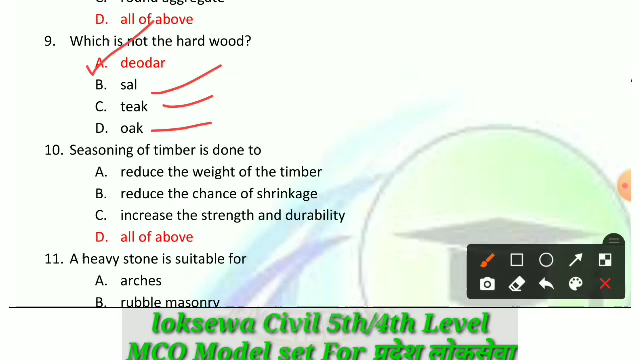 C. round aggregate
D. all of above
9. Which is not the hard wood?
A. deodar
B. sal
C. teak
D. oak
10. Seasoning of timber is done to
A. reduce the weight of the timber
B. reduce the chance of shrinkage
C. increase the strength and durability
D. all of above
11. A heavy stone is suitable for
A. arches
B. rubble masonry
loksewa Civil 5th/4th Level
MCQ Model set For प्रदेश लोकसेवा